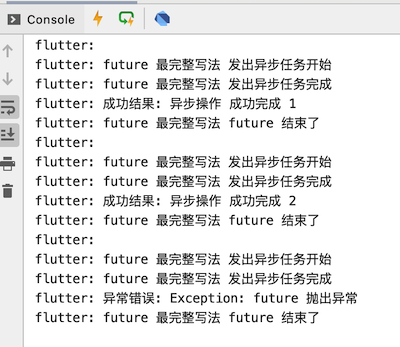 Console
flutter:
flutter: future 最完整写法 发出异步任务开始
flutter: future 最完整写法 发出异步任务完成
flutter: 成功结果: 异步操作 成功完成 1
flutter: future 最完整写法 future 结束了
flutter:
flutter: future 最完整写法 发出异步任务开始
flutter: future 最完整写法 发出异步任务完成
flutter: 成功结果: 异步操作 成功完成 2
flutter: future 最完整写法 future 结束了
flutter:
flutter: future 最完整写法 发出异步任务开始
flutter: future 最完整写法 发出异步任务完成
flutter: 异常错误: Exception: future 抛出异常
flutter: future 最完整写法 future 结束了